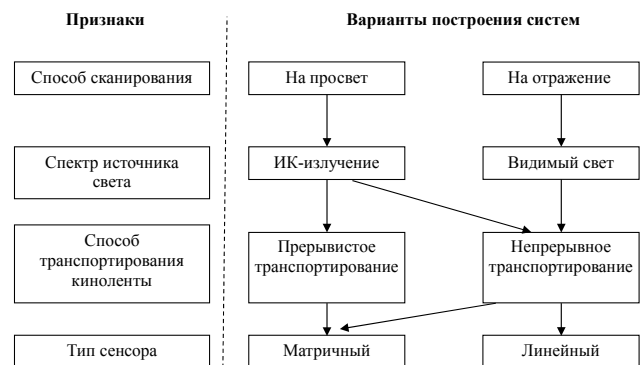 Признаки
Варианты построения систем
Способ сканирования
На просвет
На отражение
Спектр источника
света
ИК-излучение
Видимый свет
Способ
транспортирования
киноленты
Прерывистое
транспортирование
Непрерывное
транспортирование
Тип сенсора
Матричный
Линейный